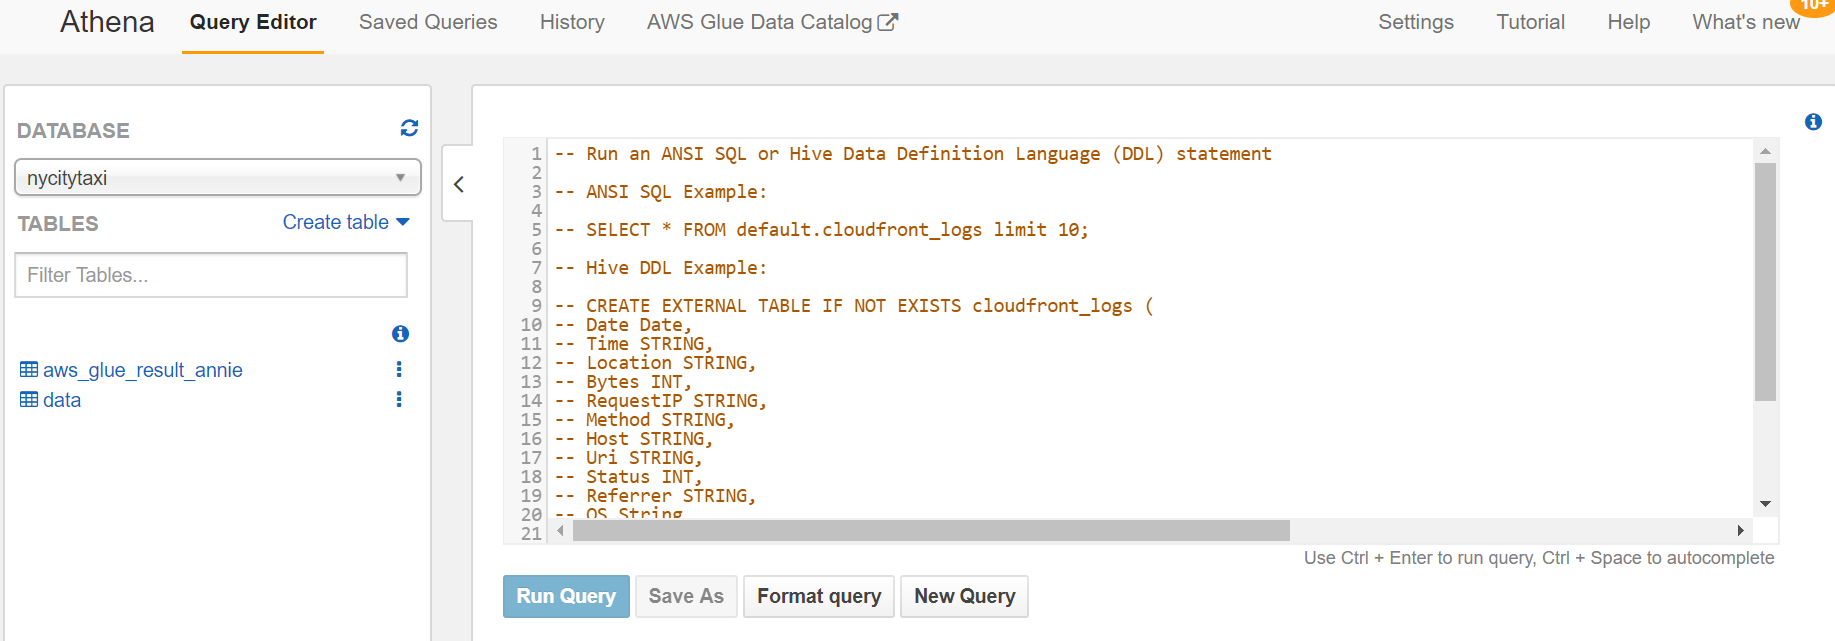 Athena Query Editor Saved Queries History AWS Glue Data Catalog Settings Tutorial Help What's new 10+
DATABASE
nycitytaxi
TABLES Create table
Filter Tables...
aws_glue_result_annie
data
1 -- Run an ANSI SQL or Hive Data Definition Language (DDL) statement
2
3 -- ANSI SQL Example:
4
5 -- SELECT * FROM default.cloudfront_logs limit 10;
6
7 -- Hive DDL Example:
8
9 -- CREATE EXTERNAL TABLE IF NOT EXISTS cloudfront_logs (
10 -- Date Date,
11 -- Time STRING,
12 -- Location STRING,
13 -- Bytes INT,
14 -- RequestIP STRING,
15 -- Method STRING,
16 -- Host STRING,
17 -- Uri STRING,
18 -- Status INT,
19 -- Referrer STRING,
20 -- OS String
21
Use Ctrl + Enter to run query, Ctrl + Space to autocomplete
Run Query Save As Format query New Query